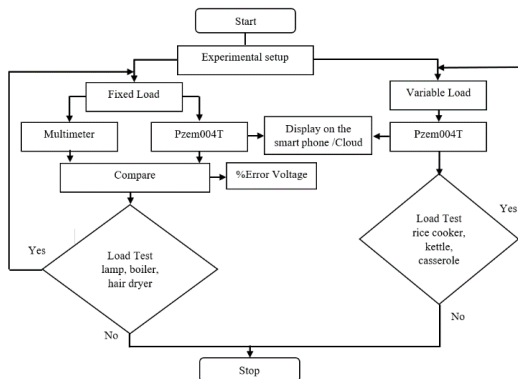 Start
Experimental setup
Fixed Load
Variable Load
Multimeter
Pzem004T
Display on the
smart phone /Cloud
Pzem004T
Compare
%Error Voltage
Yes
Load Test
lamp, boiler,
hair dryer
Load Test
rice cooker,
kettle,
casserole
Yes
No
No
Stop